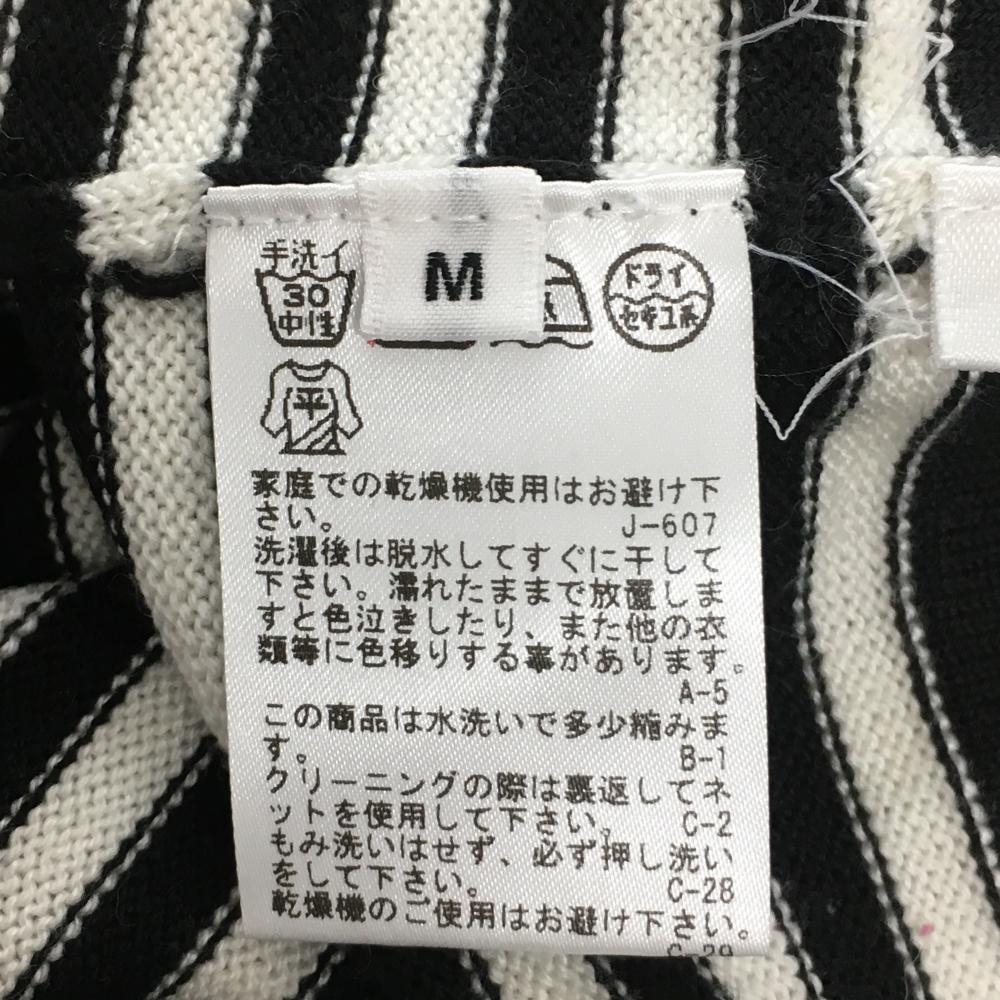 手洗イ
30
中性
M
ドライ
セキユ系
平
家庭での乾燥機使用はお避け下
さい。 J-607
洗濯後は脱水してすぐに干して
下さい。濡れたままで放置しま
すと色泣きしたり、また他の衣
類等に色移りする事があります。
A-5
この商品は水洗いで多少縮みま
す。 B-1
クリーニングの際は裏返してネ
ットを使用して下さい。 C-2
もみ洗いはせず、必ず押し洗い
をして下さい。 C-28
乾燥機のご使用はお避け下さい。
C-29